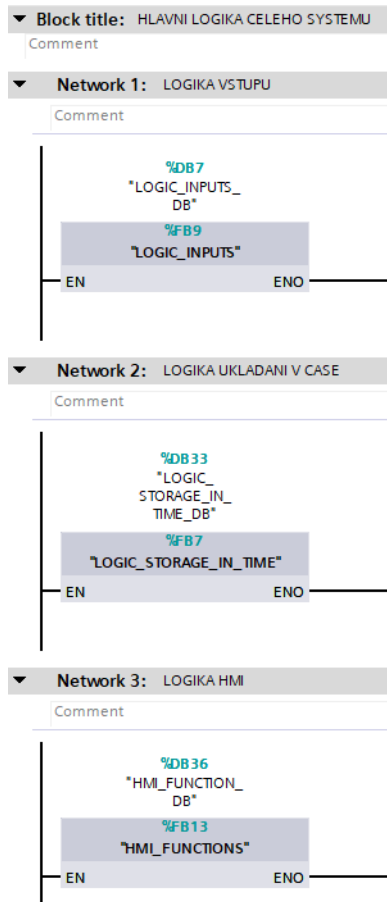 Block title: HLAVNI LOGIKA CELEHO SYSTEMU
Comment
Network 1: LOGIKA VSTUPU
Comment
%DB7
"LOGIC_INPUTS_
DB"
%FB9
"LOGIC_INPUTS"
EN ENO
Network 2: LOGIKA UKLADANI V CASE
Comment
%DB33
"LOGIC_
STORAGE_IN_
TIME_DB"
%FB7
"LOGIC_STORAGE_IN_TIME"
EN ENO
Network 3: LOGIKA HMI
Comment
%DB36
"HMI_FUNCTION_
DB"
%FB13
"HMI_FUNCTIONS"
EN ENO